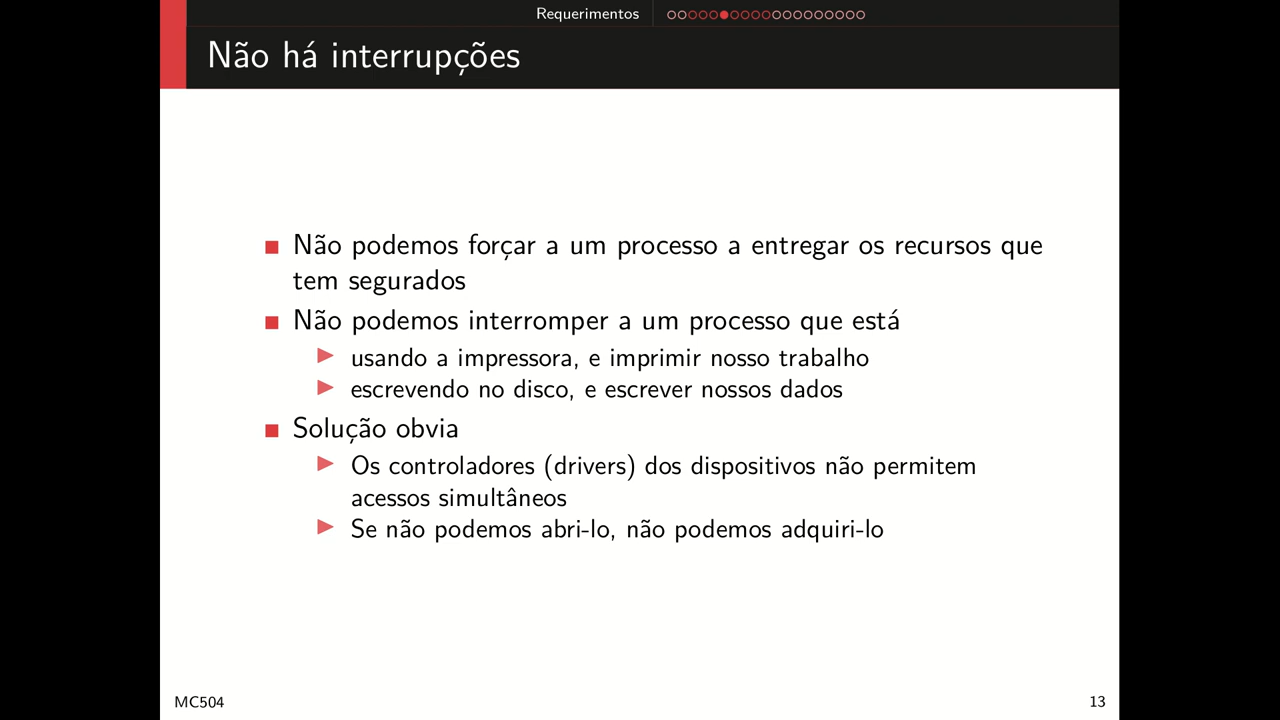 Requerimentos
Não há interrupções
Não podemos forçar a um processo a entregar os recursos que
tem segurados
Não podemos interromper a um processo que está
usando a impressora, e imprimir nosso trabalho
escrevendo no disco, e escrever nossos dados
Solução obvia
Os controladores (drivers) dos dispositivos não permitem
acessos simultâneos
Se não podemos abri-lo, não podemos adquiri-lo
MC504
13